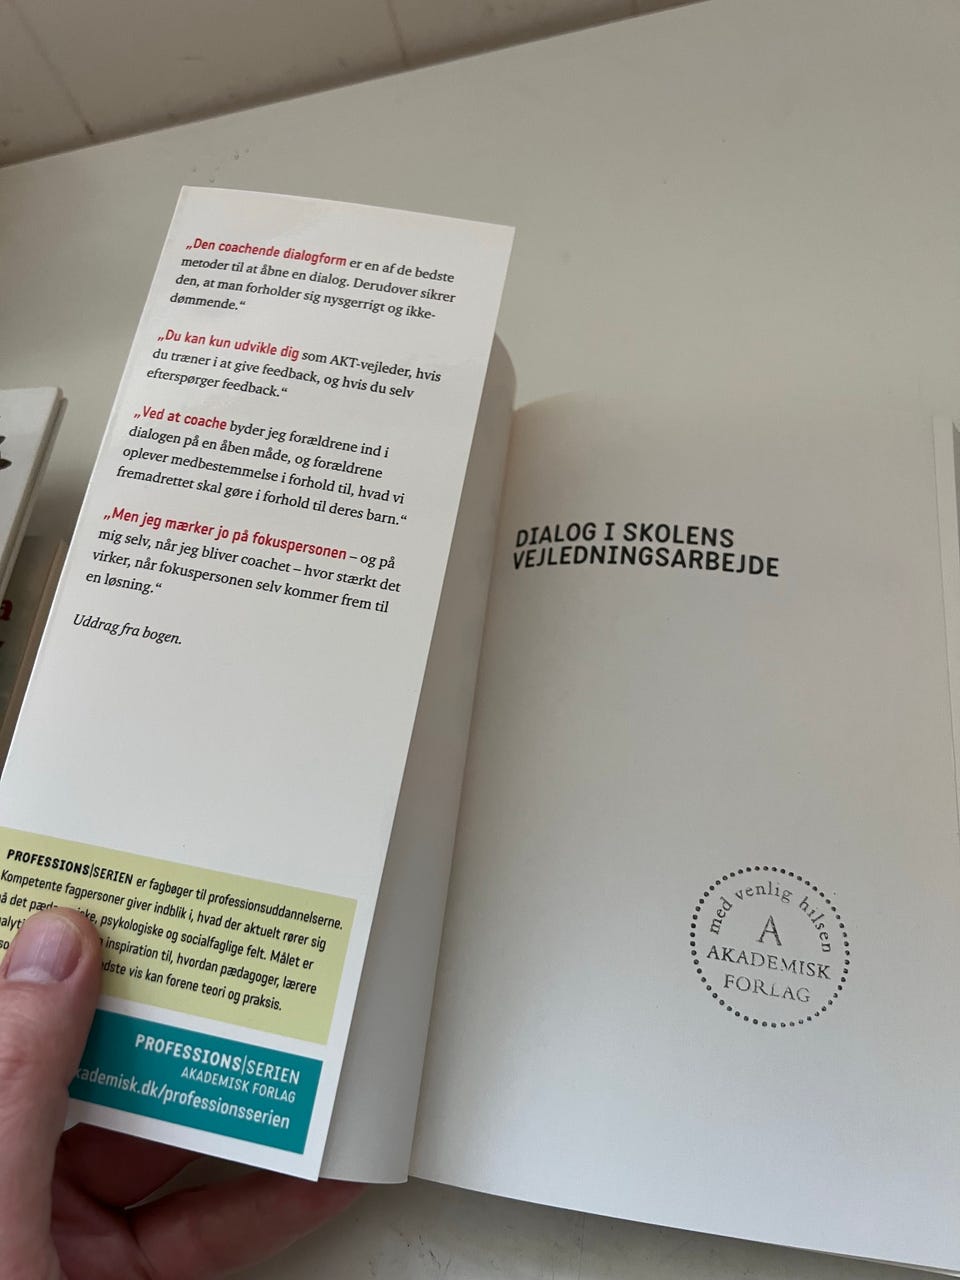 „Den coachende dialogform er en af de bedste
metoder til at åbne en dialog. Derudover sikrer
den, at man forholder sig nysgerrigt og ikke-
dømmende.“
„Du kan kun udvikle dig som AKT-vejleder, hvis
du træner i at give feedback, og hvis du selv
efterspørger feedback.“
„Ved at coache byder jeg forældrene ind i
dialogen på en åben måde, og forældrene
oplever medbestemmelse i forhold til, hvad vi
fremadrettet skal gøre i forhold til deres barn.“
„Men jeg mærker jo på fokuspersonen – og på
mig selv, når jeg bliver coachet – hvor stærkt det
virker, når fokuspersonen selv kommer frem til
en løsning.“
Uddrag fra bogen.
PROFESSIONS|SERIEN er fagbøger til professionsuddannelserne.
Kompetente fagpersoner giver indblik i, hvad der aktuelt rører sig
det psykologiske og socialfaglige felt. Målet er
inspiration til, hvordan pædagoger, lærere
vis kan forene teori og praksis.
PROFESSIONS|SERIEN
AKADEMISK FORLAG
kademisk.dk/professionsserien
DIALOG I SKOLENS
VEJLEDNINGSARBEJDE
med venlig hilsen
A
AKADEMISK
FORLAG